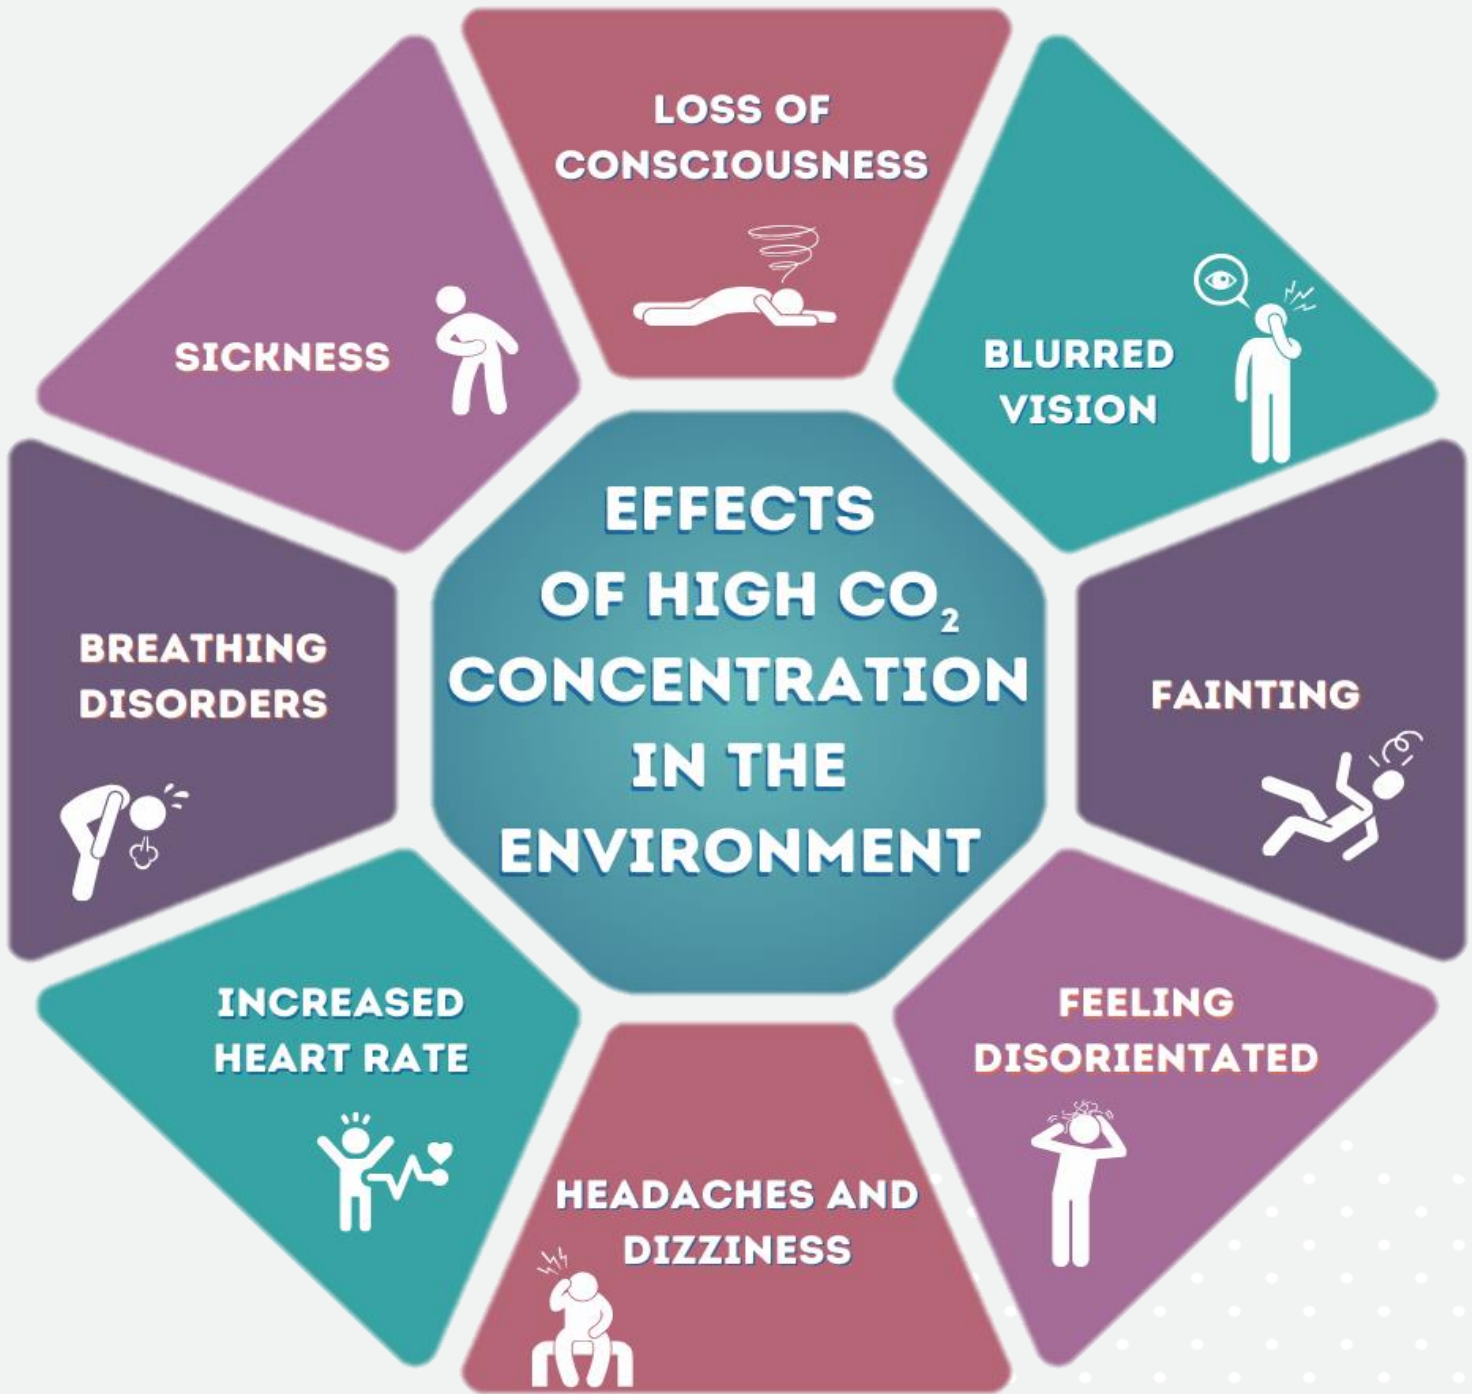 LOSS OF
CONSCIOUSNESS
SICKNESS
BLURRED
VISION
EFFECTS
OF HIGH CO₂
CONCENTRATION
IN THE
ENVIRONMENT
BREATHING
DISORDERS
FAINTING
INCREASED
HEART RATE
FEELING
DISORIENTATED
HEADACHES AND
DIZZINESS